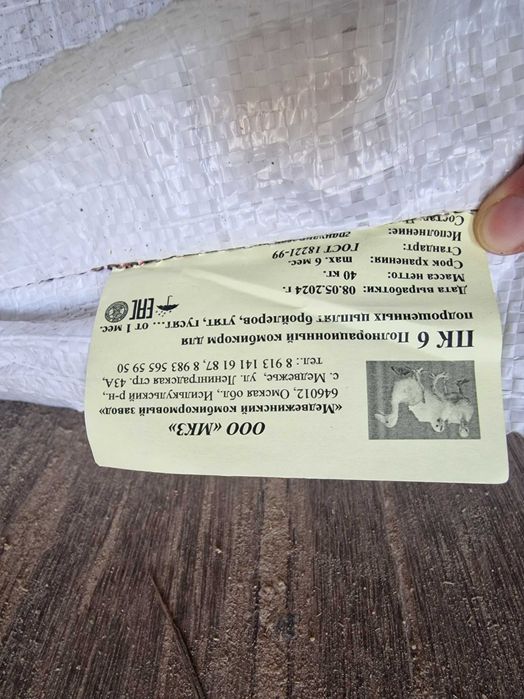 ООО «МКЗ»
«Медвежинский комбикормовый завод»
646012, Омская обл., Исилькульский р-н.,
с. Медвежье, ул. Ленинградская стр. 43А,
тел.: 8 913 141 61 87, 8 983 565 59 50
ПК 6 Полнорационный комбикорм для
подрощенных цыплят бройлеров, утят, гусят… от 1 мес.
EAC
Дата выработки: 08.05.2024 г.
Масса нетто: 40 кг.
Срок хранения: max. 6 мес.
Стандарт: ГОСТ 18221-99
Исполнение: